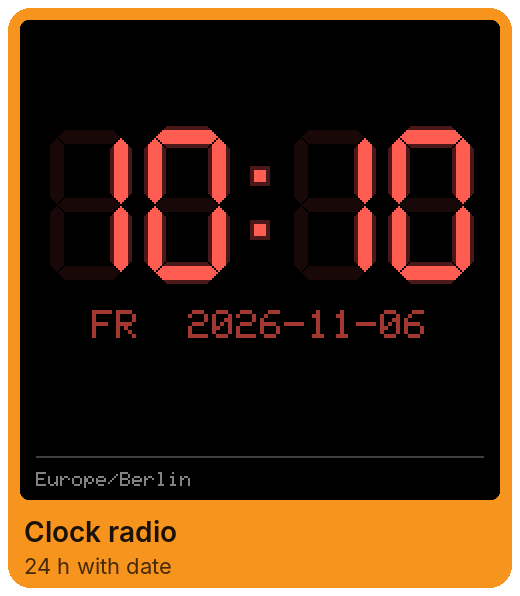 10:10
FR 2026-11-06
Europe/Berlin
Clock radio
24 h with date